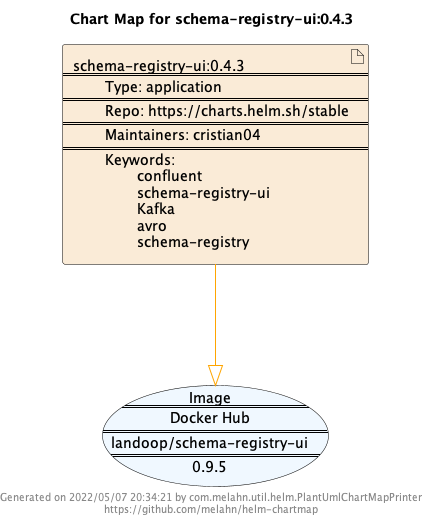 Chart Map for schema-registry-ui:0.4.3
schema-registry-ui:0.4.3
Type: application
Repo: https://charts.helm.sh/stable
Maintainers: cristian04
Keywords:
confluent
schema-registry-ui
Kafka
avro
schema-registry
Image
Docker Hub
landoop/schema-registry-ui
0.9.5
Generated on 2022/05/07 20:34:21 by com.melahn.util.helm.PlantUmlChartMapPrinter
https://github.com/melahn/helm-chartmap